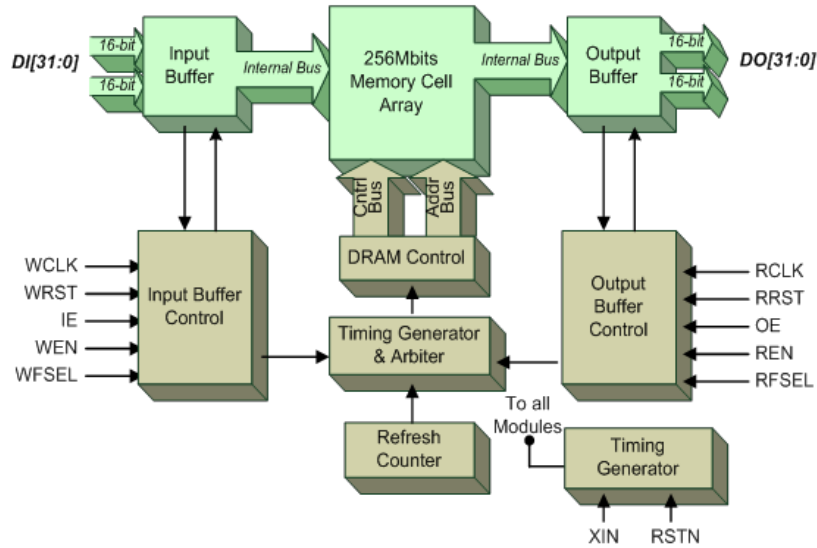 DI[31:0]
16-bit
16-bit
Input
Buffer
Internal Bus
256Mbits
Memory Cell
Array
Internal Bus
Output
Buffer
16-bit
16-bit
DO[31:0]
Cntrl
Bus
Addr
Bus
DRAM Control
WCLK
WRST
IE
WEN
WFSEL
Input Buffer
Control
Timing Generator
& Arbiter
Refresh
Counter
Output
Buffer
Control
RCLK
RRST
OE
REN
RFSEL
To all
Modules
Timing
Generator
XIN
RSTN